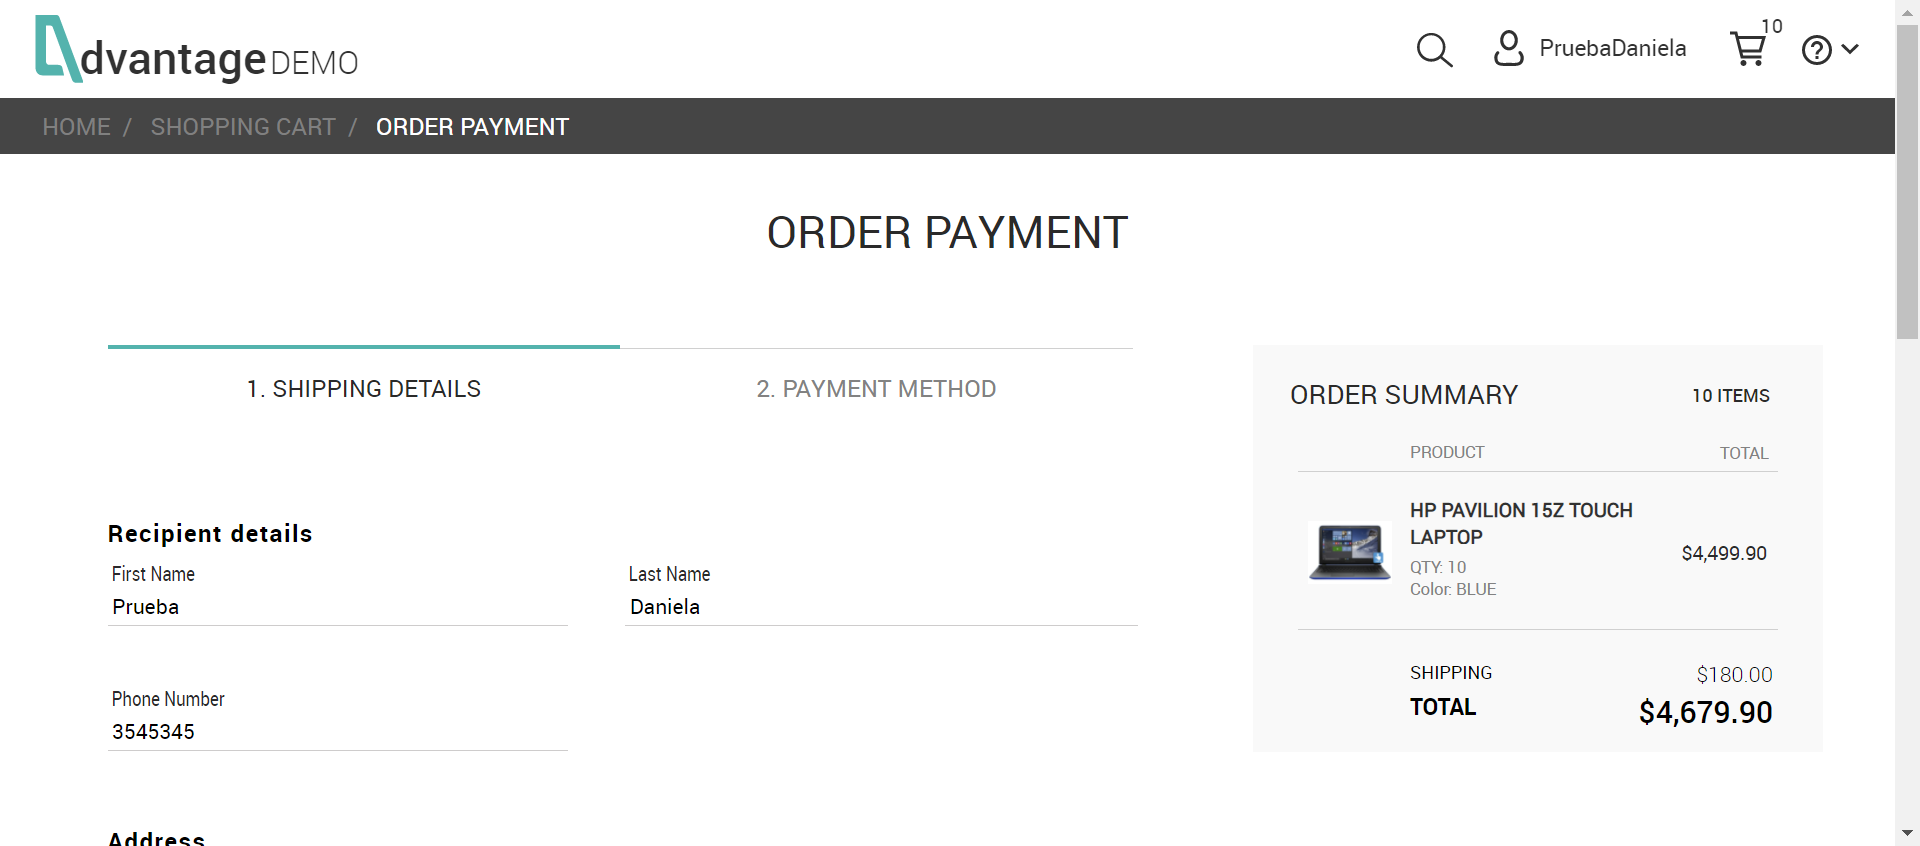 dvantage DEMO
PruebaDaniela
10
?
HOME / SHOPPING CART / ORDER PAYMENT
ORDER PAYMENT
1. SHIPPING DETAILS
2. PAYMENT METHOD
Recipient details
First Name
Prueba
Last Name
Daniela
Phone Number
3545345
Address
ORDER SUMMARY
10 ITEMS
PRODUCT
TOTAL
HP PAVILION 15Z TOUCH
LAPTOP
QTY: 10
Color: BLUE
$4,499.90
SHIPPING
$180.00
TOTAL
$4,679.90